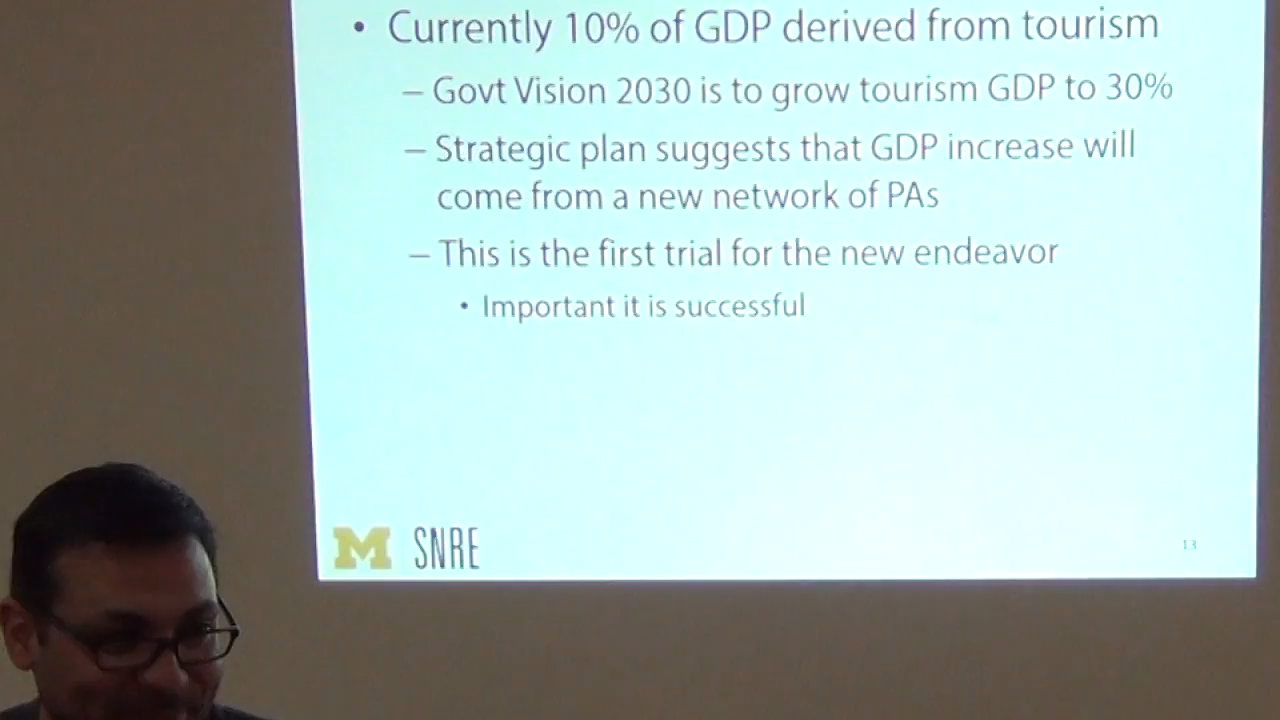 • Currently 10% of GDP derived from tourism
– Govt Vision 2030 is to grow tourism GDP to 30%
– Strategic plan suggests that GDP increase will
come from a new network of PAs
– This is the first trial for the new endeavor
• Important it is successful
M SNRE
13